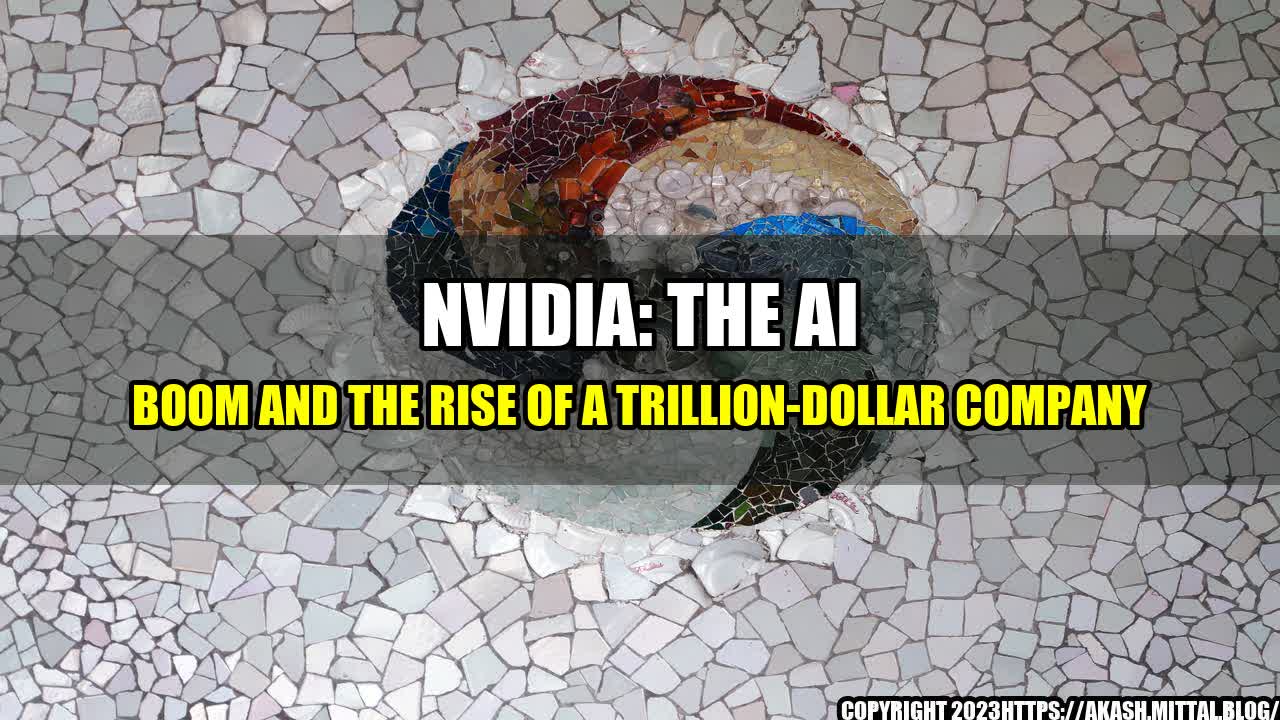 NVIDIA: THE AI
BOOM AND THE RISE OF A TRILLION-DOLLAR COMPANY
COPYRIGHT 2023HTTPS://AKASH.MITTAL.BLOG/